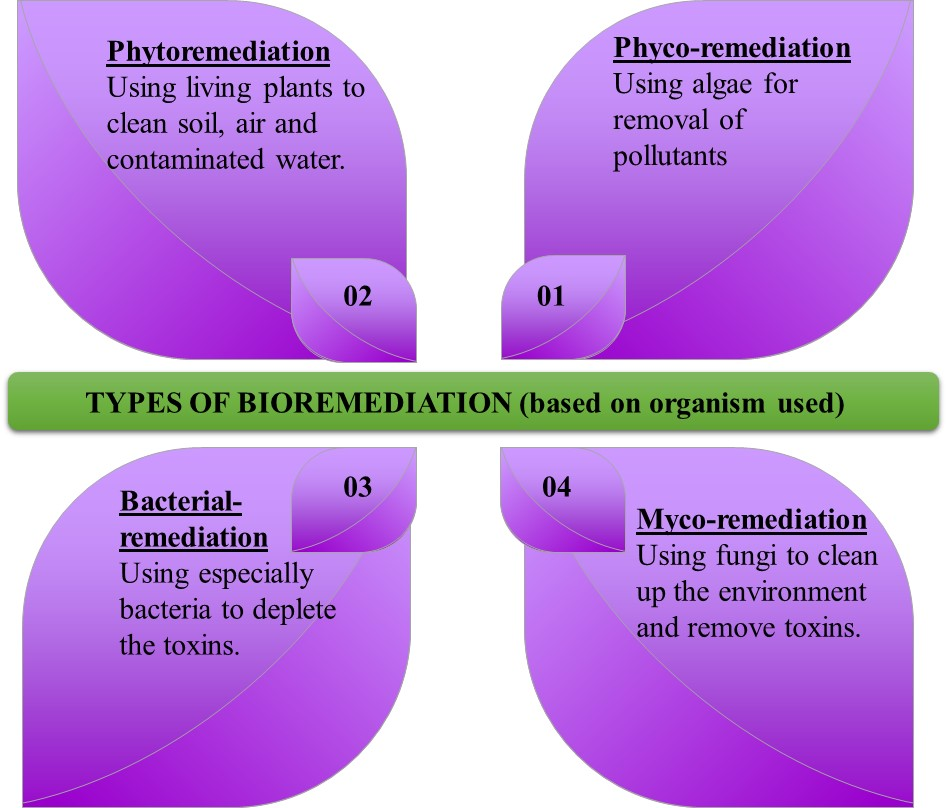 Phytoremediation
Using living plants to
clean soil, air and
contaminated water.
02
Phyco-remediation
Using algae for
removal of
pollutants
01
TYPES OF BIOREMEDIATION (based on organism used)
03
Bacterial-
remediation
Using especially
bacteria to deplete
the toxins.
04
Myco-remediation
Using fungi to clean
up the environment
and remove toxins.